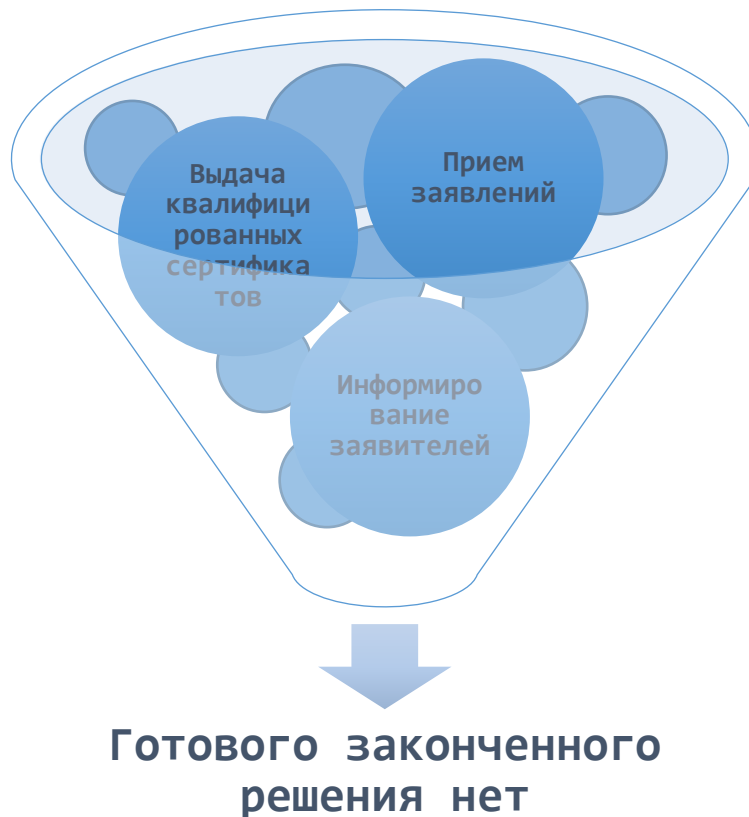 Выдача
квалифици
рованных
сертифика
тов
Прием
заявлений
Информиро
вание
заявителей
Готового законченного
решения нет